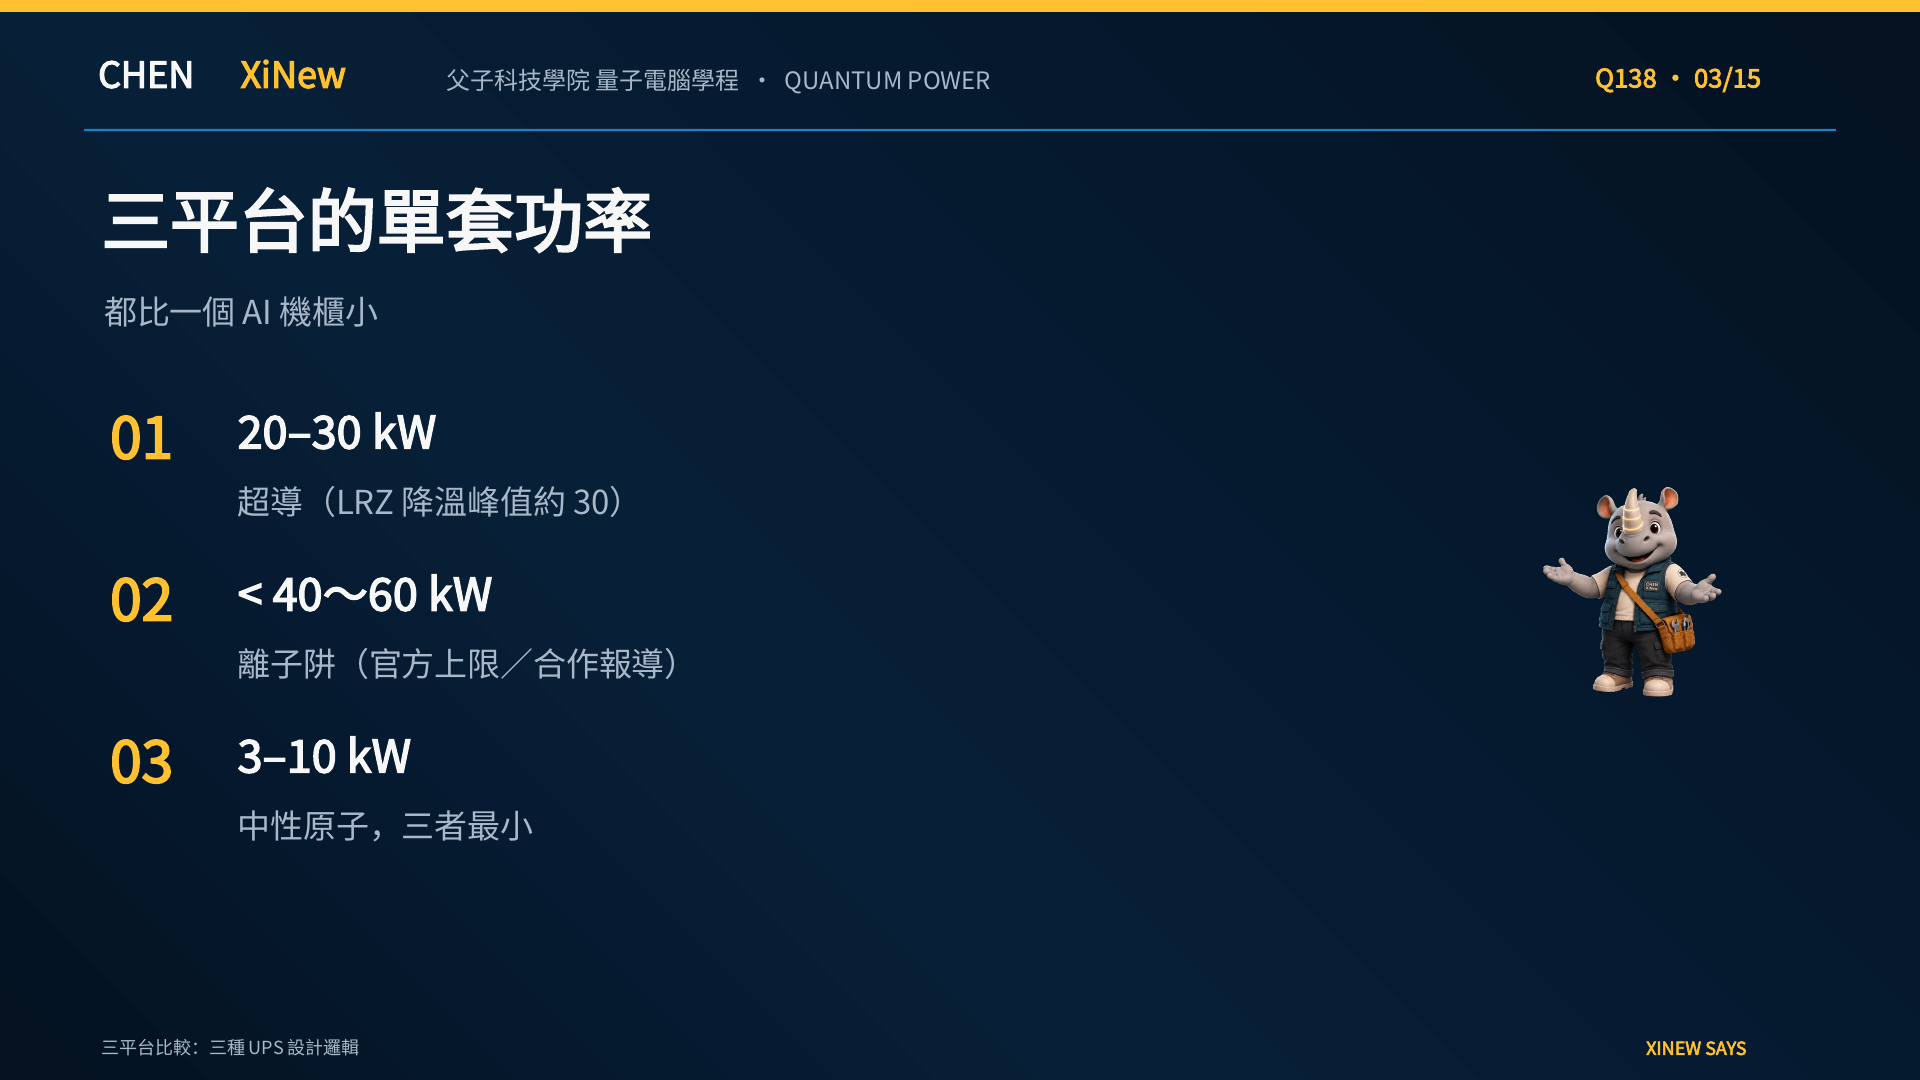 CHEN XiNew 父子科技學院 量子電腦學程 · QUANTUM POWER Q138 · 03/15
三平台的單套功率
都比一個 AI 機櫃小
01 20–30 kW
超導（LRZ 降溫峰值約 30）
02 < 40～60 kW
離子阱（官方上限／合作報導）
03 3–10 kW
中性原子，三者最小
三平台比較：三種 UPS 設計邏輯 XINEW SAYS